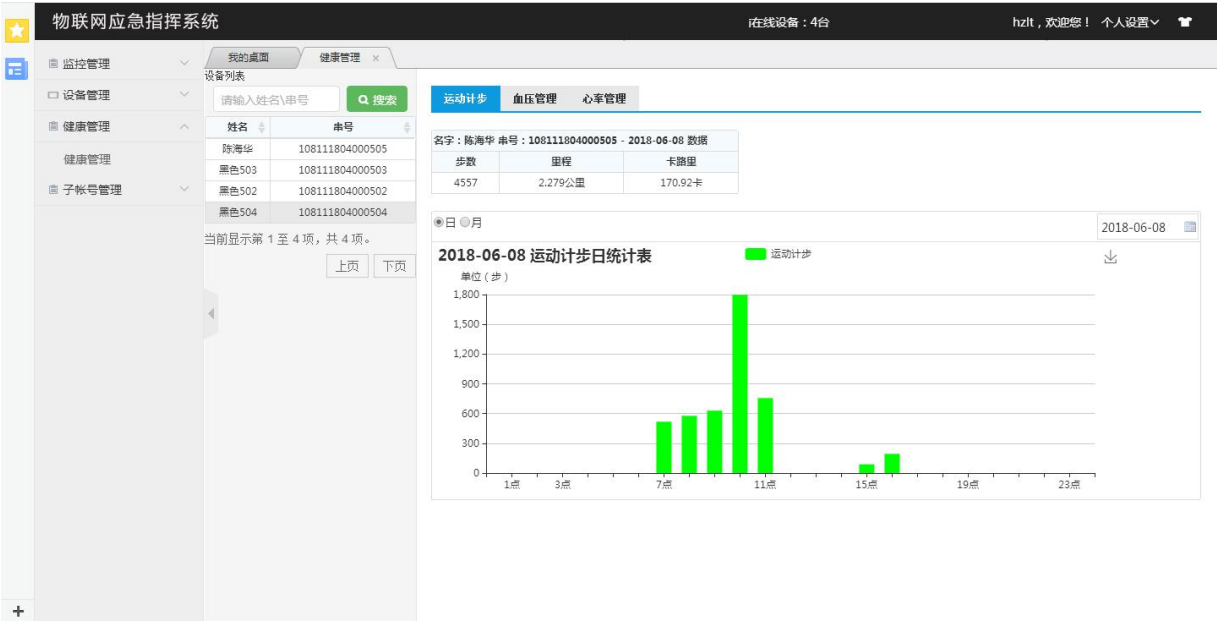 物联网应急指挥系统
在线设备：4台
hzlt，欢迎您！ 个人设置
监控管理
设备管理
健康管理
健康管理
子帐号管理
我的桌面 健康管理 ×
设备列表
请输入姓名\串号 搜索
姓名 串号
陈海华 108111804000505
黑色503 108111804000503
黑色502 108111804000502
黑色504 108111804000504
当前显示第 1 至 4 项，共 4 项。
上页 下页
运动计步 血压管理 心率管理
名字：陈海华 串号：108111804000505 - 2018-06-08 数据
步数 里程 卡路里
4557 2.279公里 170.92卡
日 月
2018-06-08
2018-06-08 运动计步日统计表
运动计步
单位（步）
1,800
1,500
1,200
900
600
300
0
1点 3点 7点 11点 15点 19点 23点